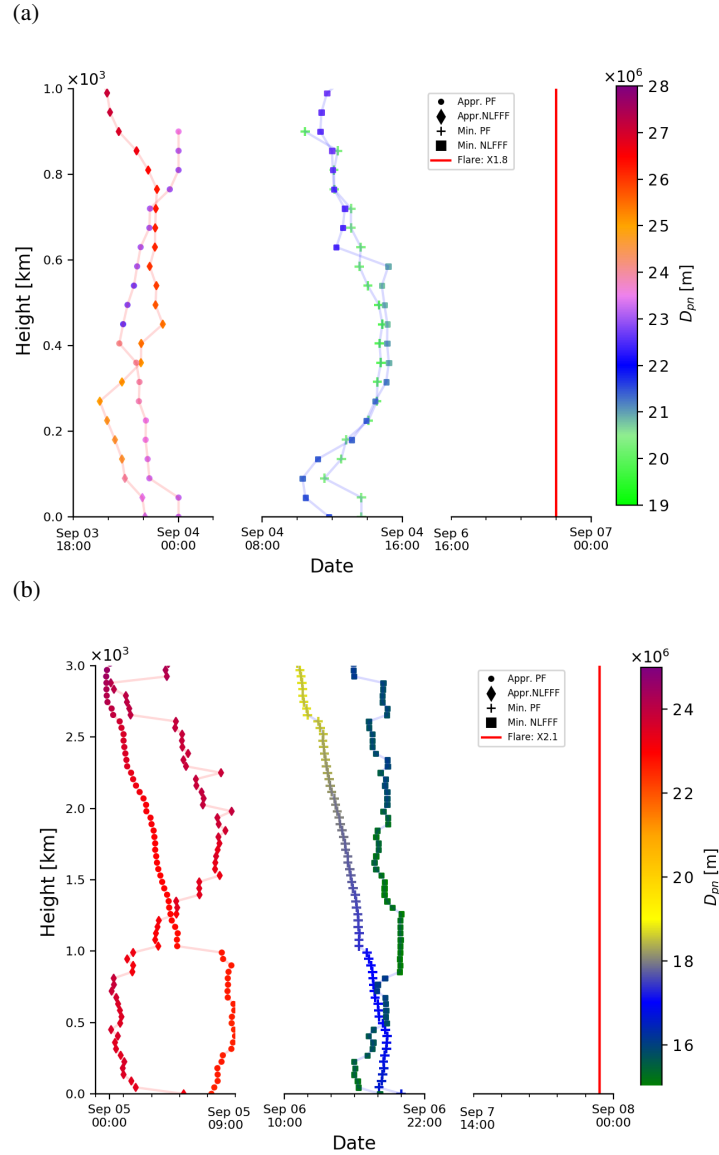 (a)
×10³
1.0
0.8
0.6
0.4
0.2
0.0
Height [km]
Sep 03
18:00
Sep 04
00:00
Sep 04
08:00
Sep 04
16:00
Sep 6
16:00
Sep 07
00:00
Date
Appr. PF
Appr.NLFFF
Min. PF
Min. NLFFF
Flare: X1.8
×10⁶
28
27
26
25
24
23
22
21
20
19
Dₚₙ [m]
(b)
×10³
3.0
2.5
2.0
1.5
1.0
0.5
0.0
Height [km]
Sep 05
00:00
Sep 05
09:00
Sep 06
10:00
Sep 06
22:00
Sep 7
14:00
Sep 08
00:00
Date
Appr. PF
Appr.NLFFF
Min. PF
Min. NLFFF
Flare: X2.1
×10⁶
24
22
20
18
16
Dₚₙ [m]